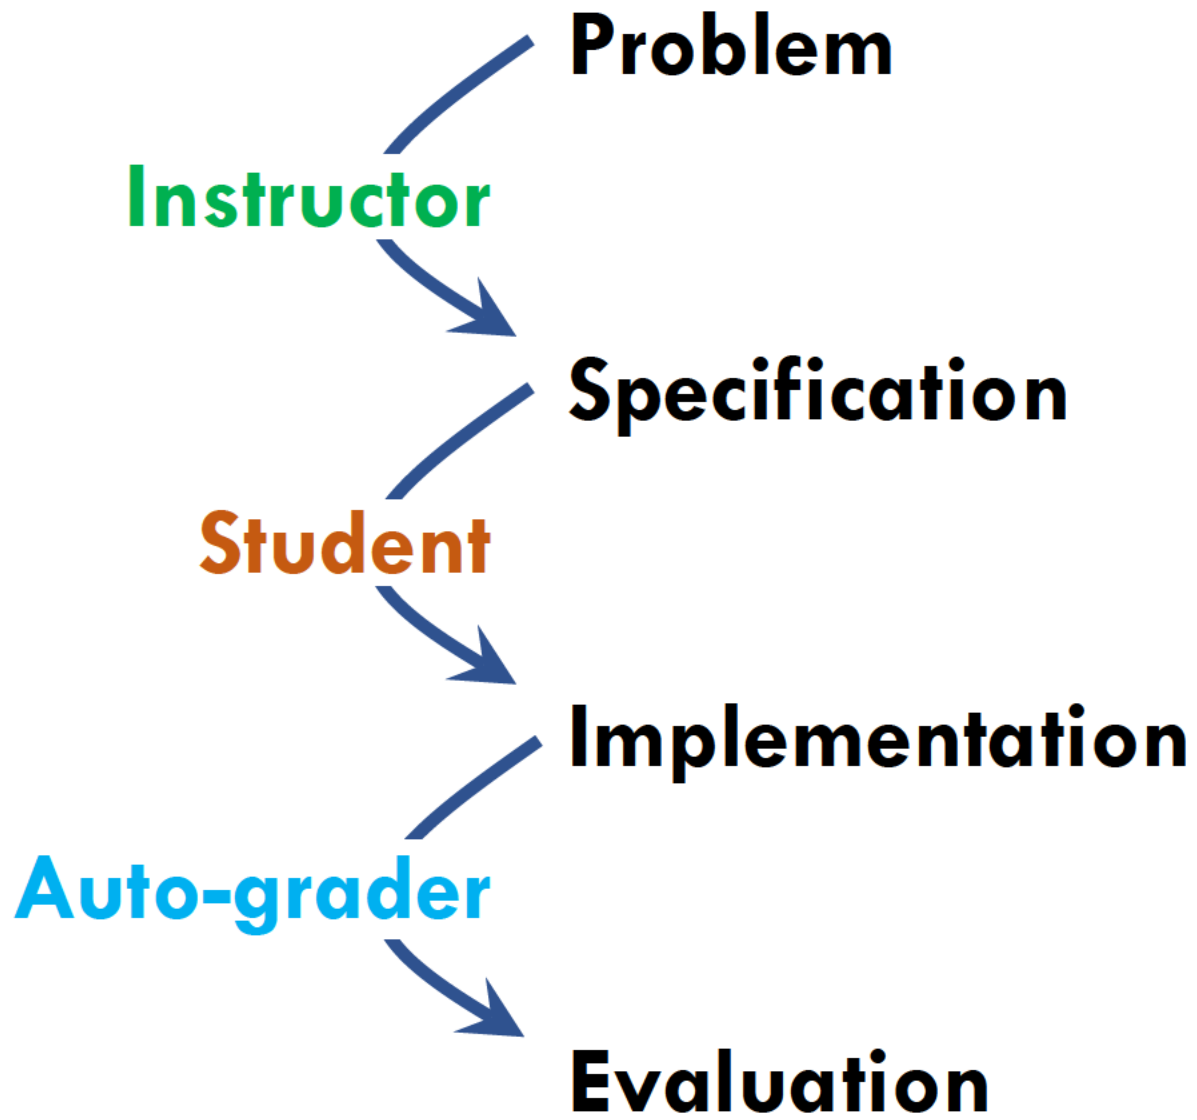 Problem
Instructor
Specification
Student
Implementation
Auto-grader
Evaluation